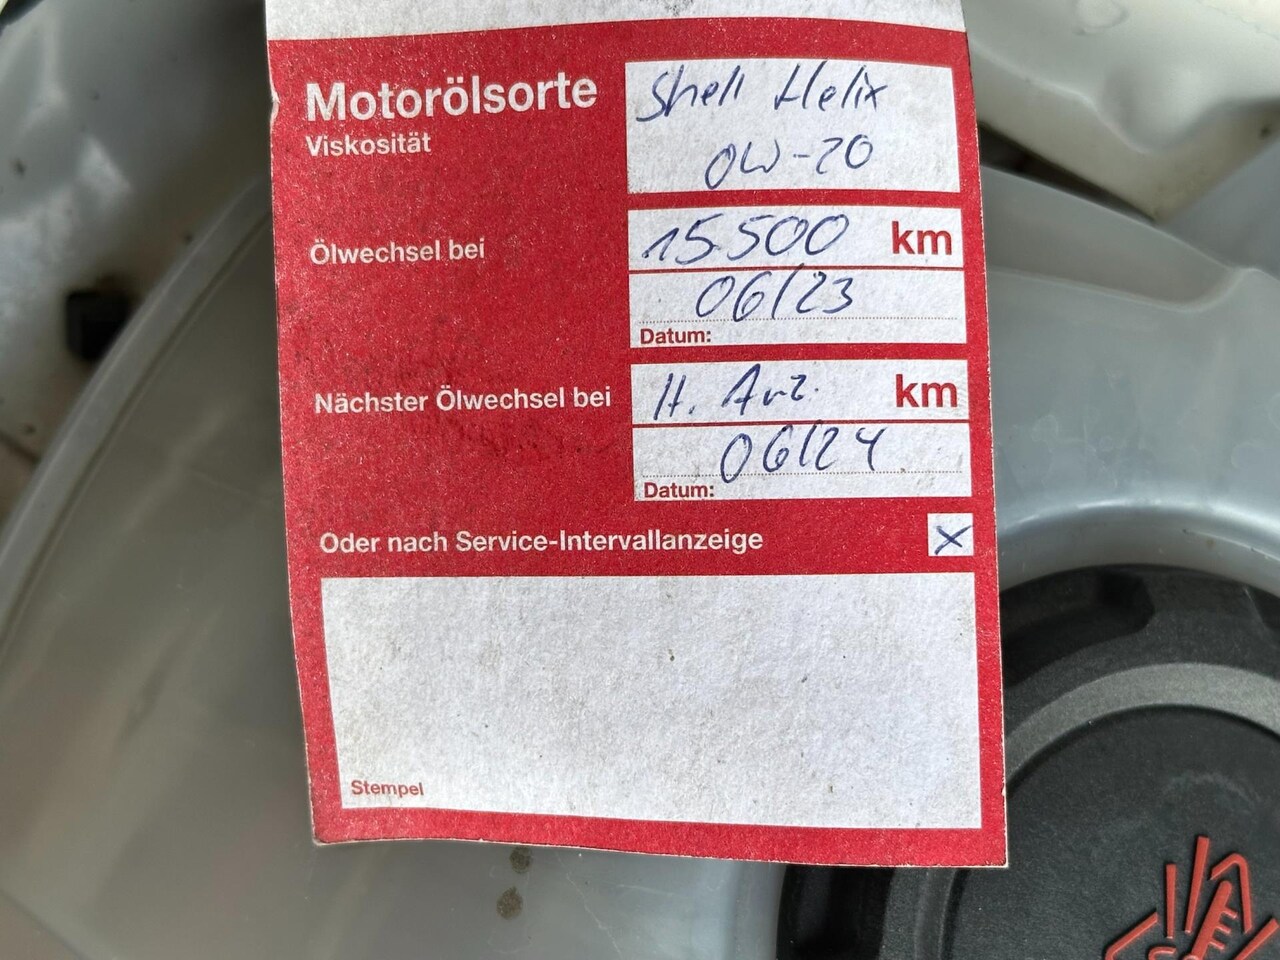 Motorölsorte
Viskosität
Shell Helix
0W-20
Ölwechsel bei
15.500 km
06/23
Datum:
Nächster Ölwechsel bei
H. Anz. km
06/24
Datum:
Oder nach Service-Intervallanzeige X
Stempel